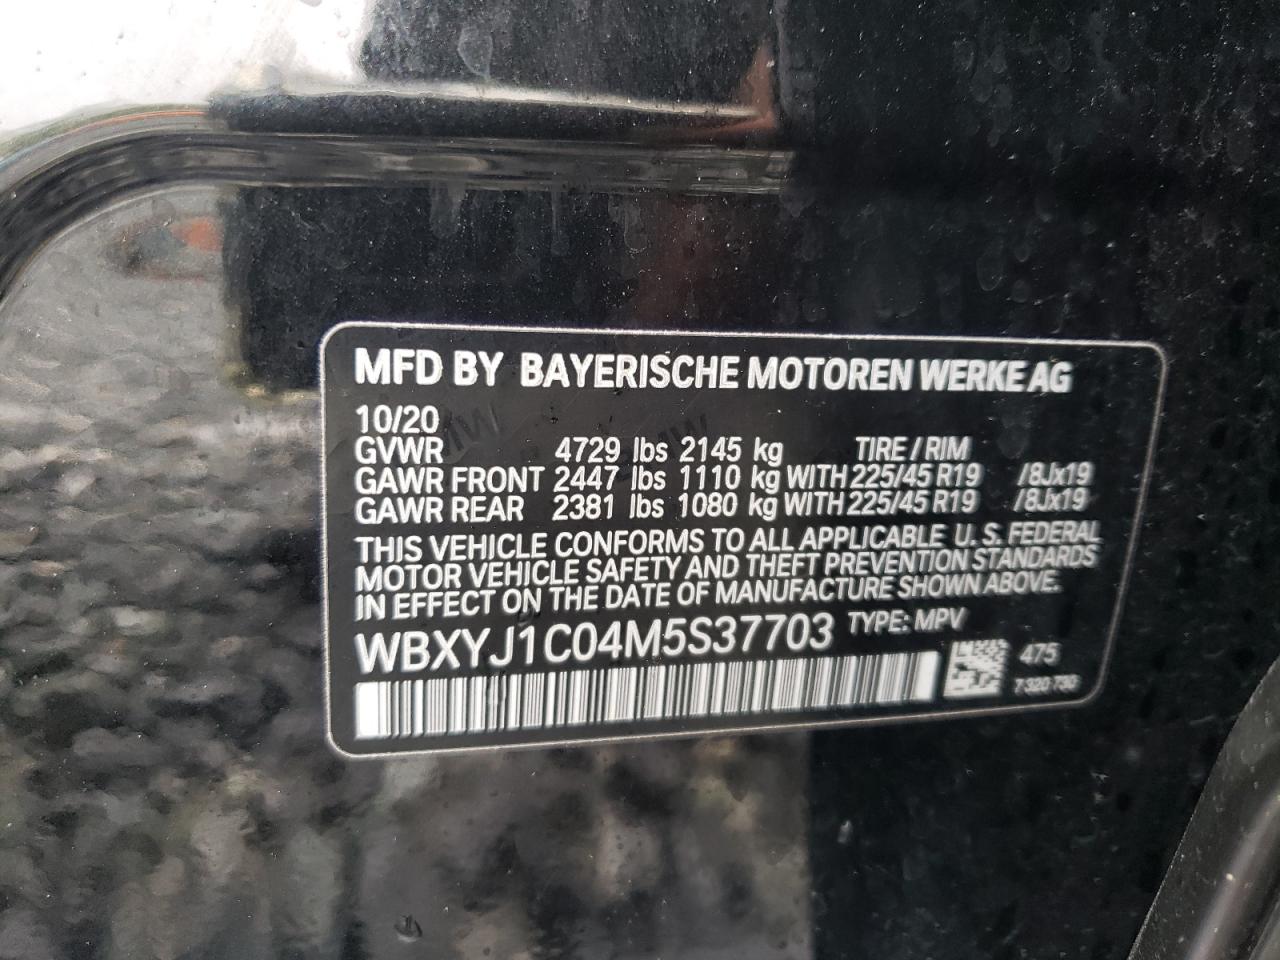 MFD BY BAYERISCHE MOTOREN WERKE AG
10/20
GVWR 4729 lbs 2145 kg TIRE / RIM
GAWR FRONT 2447 lbs 1110 kg WITH 225/45 R19 /8Jx19
GAWR REAR 2381 lbs 1080 kg WITH 225/45 R19 /8Jx19
THIS VEHICLE CONFORMS TO ALL APPLICABLE U. S. FEDERAL
MOTOR VEHICLE SAFETY AND THEFT PREVENTION STANDARDS
IN EFFECT ON THE DATE OF MANUFACTURE SHOWN ABOVE.
WBXYJ1C04M5S37703 TYPE: MPV
475